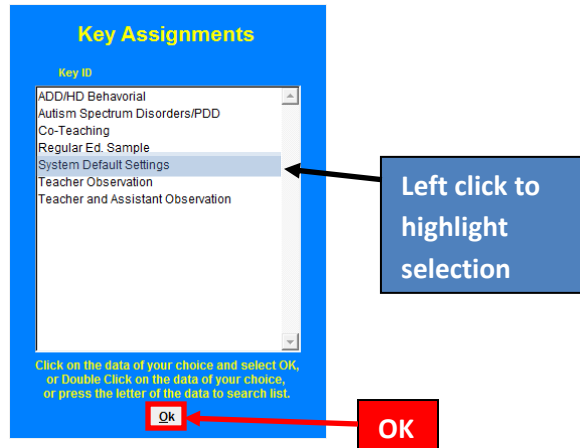 Key Assignments
Key ID
ADD/HD Behavorial
Autism Spectrum Disorders/PDD
Co-Teaching
Regular Ed. Sample
System Default Settings
Teacher Observation
Teacher and Assistant Observation
Left click to
highlight
selection
Click on the data of your choice and select OK,
or Double Click on the data of your choice,
or press the letter of the data to search list.
Ok
OK